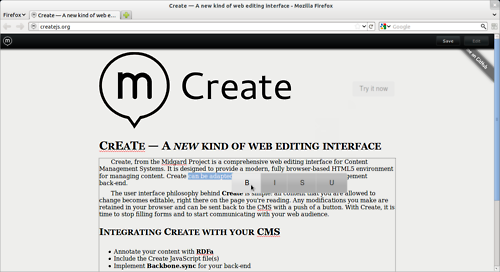 Create — A new kind of web editing interface - Mozilla Firefox
Firefox
Create — A new kind of web e...
createjs.org
Google
m
Save Edit
me on GitHub
m Create
Try it now
CREATE — A NEW KIND OF WEB EDITING INTERFACE
Create, from the Midgard Project is a comprehensive web editing interface for Content
Management Systems. It is designed to provide a modern, fully browser-based HTML5 environment
for managing content. Create can be adapted
gement
back-end.
B I S U
The user interface philosophy behind Create is simple: all content that you are allowed to
change becomes editable, right there on the page you're reading. Any modifications you make are
retained in your browser and can be sent back to the CMS with a push of a button. With Create, it is
time to stop filling forms and to start communicating with your web audience.
INTEGRATING CREATE WITH YOUR CMS
• Annotate your content with RDFa
• Include the Create JavaScript file(s)
• Implement Backbone.sync for your back-end